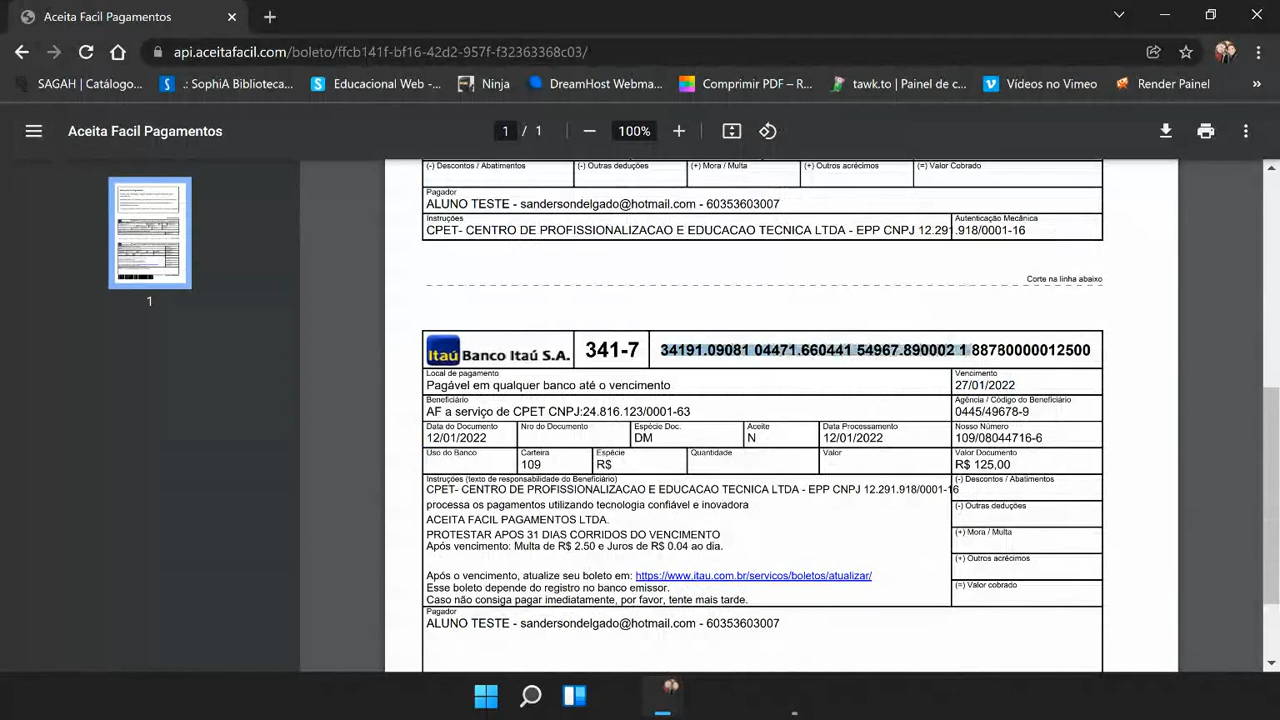 Aceita Facil Pagamentos
api.aceitafacil.com/boleto/ffcb141f-bf16-42d2-957f-f32363368c03/
SAGAH | Catálogo... .: SophiA Biblioteca... Educacional Web -... Ninja DreamHost Webma... Comprimir PDF – R... tawk.to | Painel de c... Vídeos no Vimeo Render Panel »
Aceita Facil Pagamentos 1 / 1 100%
1
(-) Descontos / Abatimentos (-) Outras deduções (+) Mora / Multa (+) Outros acrécimos (=) Valor Cobrado
Pagador
ALUNO TESTE - sandersondelgado@hotmail.com - 60353603007
Instruções Autenticação Mecânica
CPET- CENTRO DE PROFISSIONALIZACAO E EDUCACAO TECNICA LTDA - EPP CNPJ 12.291.918/0001-16
Corte na linha abaixo
Itaú Banco Itaú S.A. 341-7 34191.09081 04471.660441 54967.890002 1 88780000012500
Local de pagamento Vencimento
Pagável em qualquer banco até o vencimento 27/01/2022
Beneficiário Agência / Código do Beneficiário
AF a serviço de CPET CNPJ:24.816.123/0001-63 0445/49678-9
Data do Documento Nro do Documento Espécie Doc. Aceite Data Processamento Nosso Número
12/01/2022 DM N 12/01/2022 109/08044716-6
Uso do Banco Carteira Espécie Quantidade Valor Valor Documento
109 R$ R$ 125,00
Instruções (texto de responsabilidade do Beneficiário) (-) Descontos / Abatimentos
CPET- CENTRO DE PROFISSIONALIZACAO E EDUCACAO TECNICA LTDA - EPP CNPJ 12.291.918/0001-16
processa os pagamentos utilizando tecnologia confiável e inovadora (-) Outras deduções
ACEITA FACIL PAGAMENTOS LTDA.
PROTESTAR APOS 31 DIAS CORRIDOS DO VENCIMENTO (+) Mora / Multa
Após vencimento: Multa de R$ 2.50 e Juros de R$ 0.04 ao dia.
(+) Outros acrécimos
Após o vencimento, atualize seu boleto em: https://www.itau.com.br/servicos/boletos/atualizar/
Esse boleto depende do registro no banco emissor. (=) Valor cobrado
Caso não consiga pagar imediatamente, por favor, tente mais tarde.
Pagador
ALUNO TESTE - sandersondelgado@hotmail.com - 60353603007